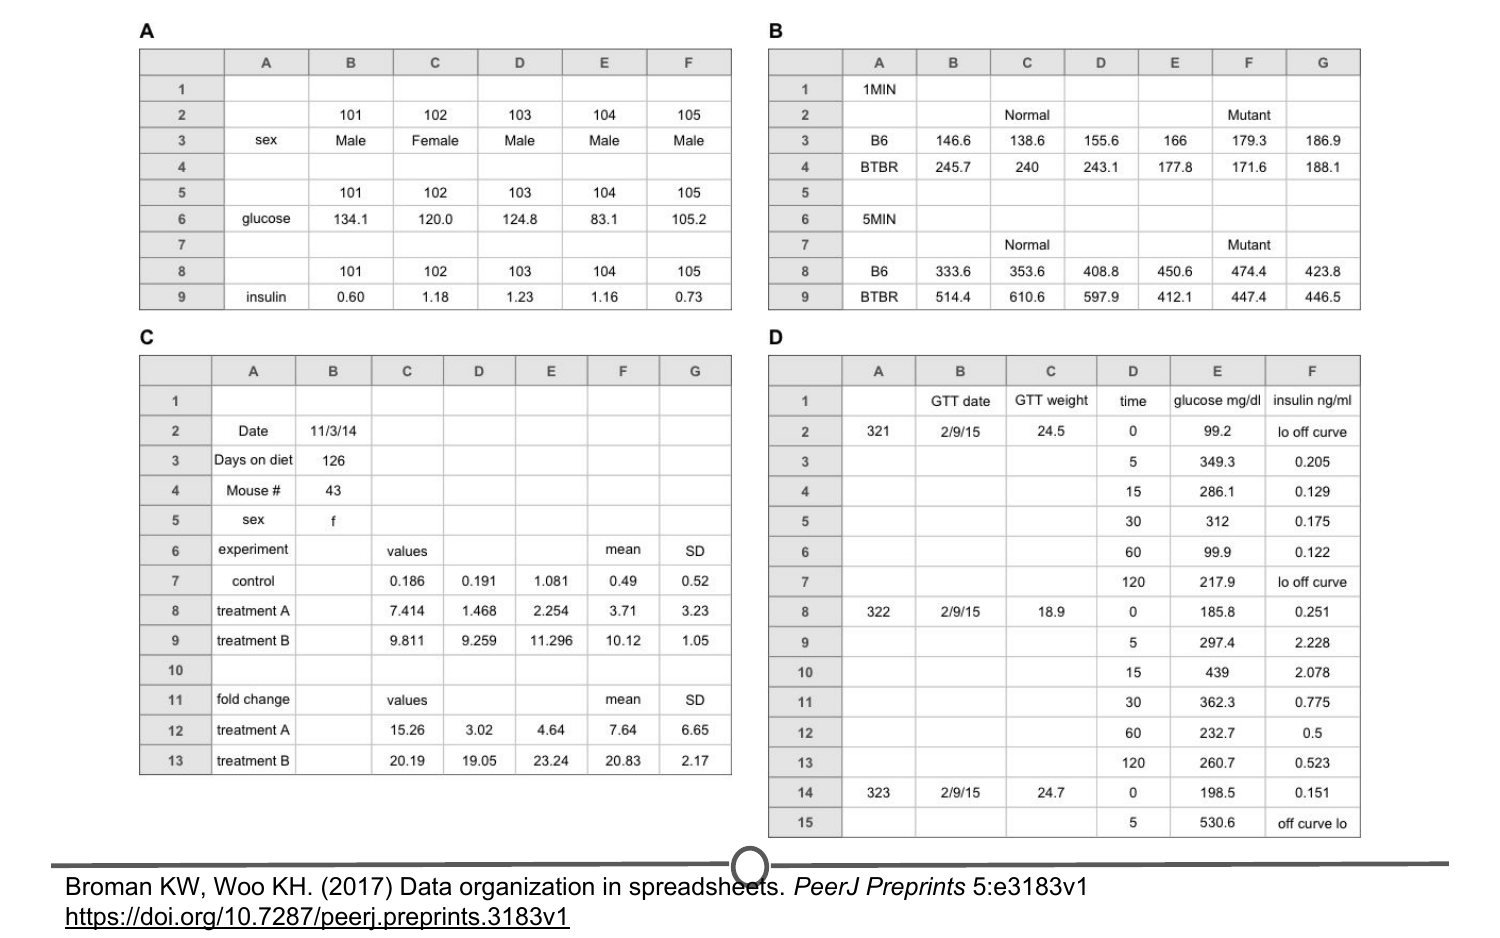 A
A B C D E F
1
2 101 102 103 104 105
3 sex Male Female Male Male Male
4
5 101 102 103 104 105
6 glucose 134.1 120.0 124.8 83.1 105.2
7
8 101 102 103 104 105
9 insulin 0.60 1.18 1.23 1.16 0.73
B
A B C D E F G
1 1MIN
2 Normal Mutant
3 B6 146.6 138.6 155.6 166 179.3 186.9
4 BTBR 245.7 240 243.1 177.8 171.6 188.1
5
6 5MIN
7 Normal Mutant
8 B6 333.6 353.6 408.8 450.6 474.4 423.8
9 BTBR 514.4 610.6 597.9 412.1 447.4 446.5
C
A B C D E F G
1
2 Date 11/3/14
3 Days on diet 126
4 Mouse # 43
5 sex f
6 experiment values mean SD
7 control 0.186 0.191 1.081 0.49 0.52
8 treatment A 7.414 1.468 2.254 3.71 3.23
9 treatment B 9.811 9.259 11.296 10.12 1.05
10
11 fold change values mean SD
12 treatment A 15.26 3.02 4.64 7.64 6.65
13 treatment B 20.19 19.05 23.24 20.83 2.17
D
A B C D E F
1 GTT date GTT weight time glucose mg/dl insulin ng/ml
2 321 2/9/15 24.5 0 99.2 lo off curve
3 5 349.3 0.205
4 15 286.1 0.129
5 30 312 0.175
6 60 99.9 0.122
7 120 217.9 lo off curve
8 322 2/9/15 18.9 0 185.8 0.251
9 5 297.4 2.228
10 15 439 2.078
11 30 362.3 0.775
12 60 232.7 0.5
13 120 260.7 0.523
14 323 2/9/15 24.7 0 198.5 0.151
15 5 530.6 off curve lo
Broman KW, Woo KH. (2017) Data organization in spreadsheets. PeerJ Preprints 5:e3183v1
https://doi.org/10.7287/peerj.preprints.3183v1